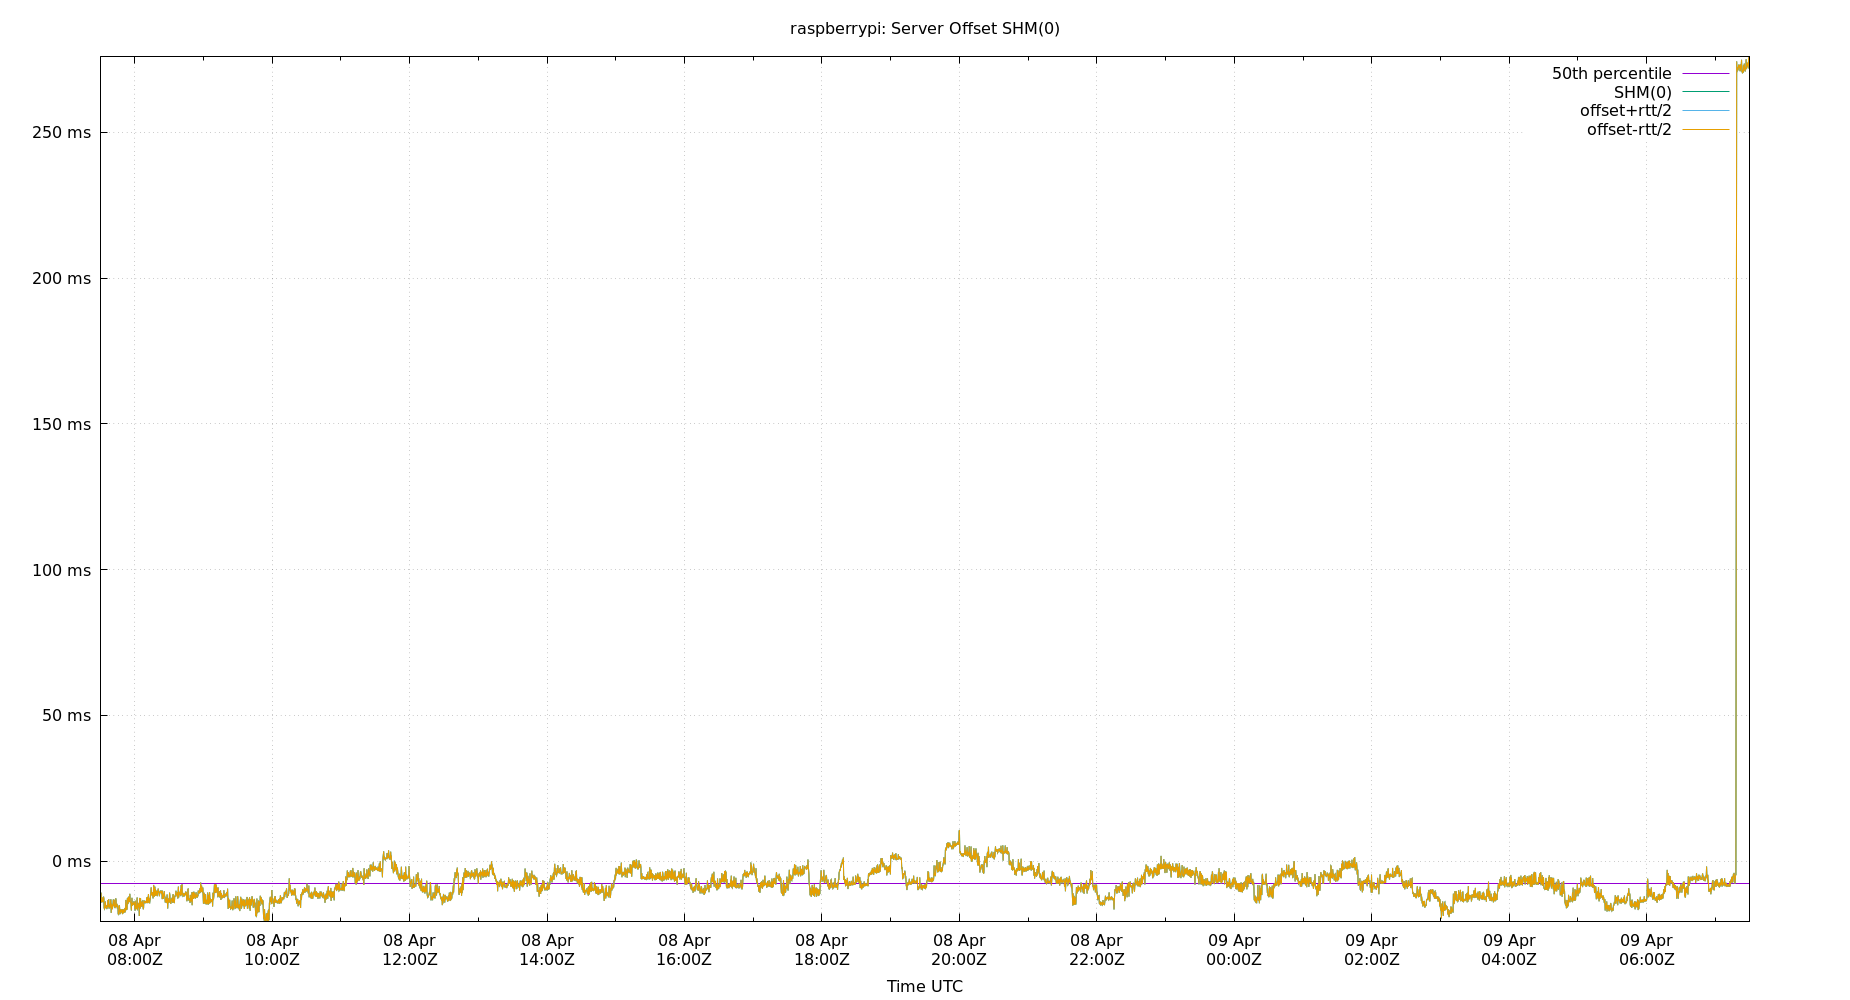 raspberrypi: Server Offset SHM(0)
50th percentile
SHM(0)
offset+rtt/2
offset-rtt/2
250 ms
200 ms
150 ms
100 ms
50 ms
0 ms
08 Apr 08 Apr 08 Apr 08 Apr 08 Apr 08 Apr 08 Apr 08 Apr 09 Apr 09 Apr 09 Apr 09 Apr
08:00Z 10:00Z 12:00Z 14:00Z 16:00Z 18:00Z 20:00Z 22:00Z 00:00Z 02:00Z 04:00Z 06:00Z
Time UTC